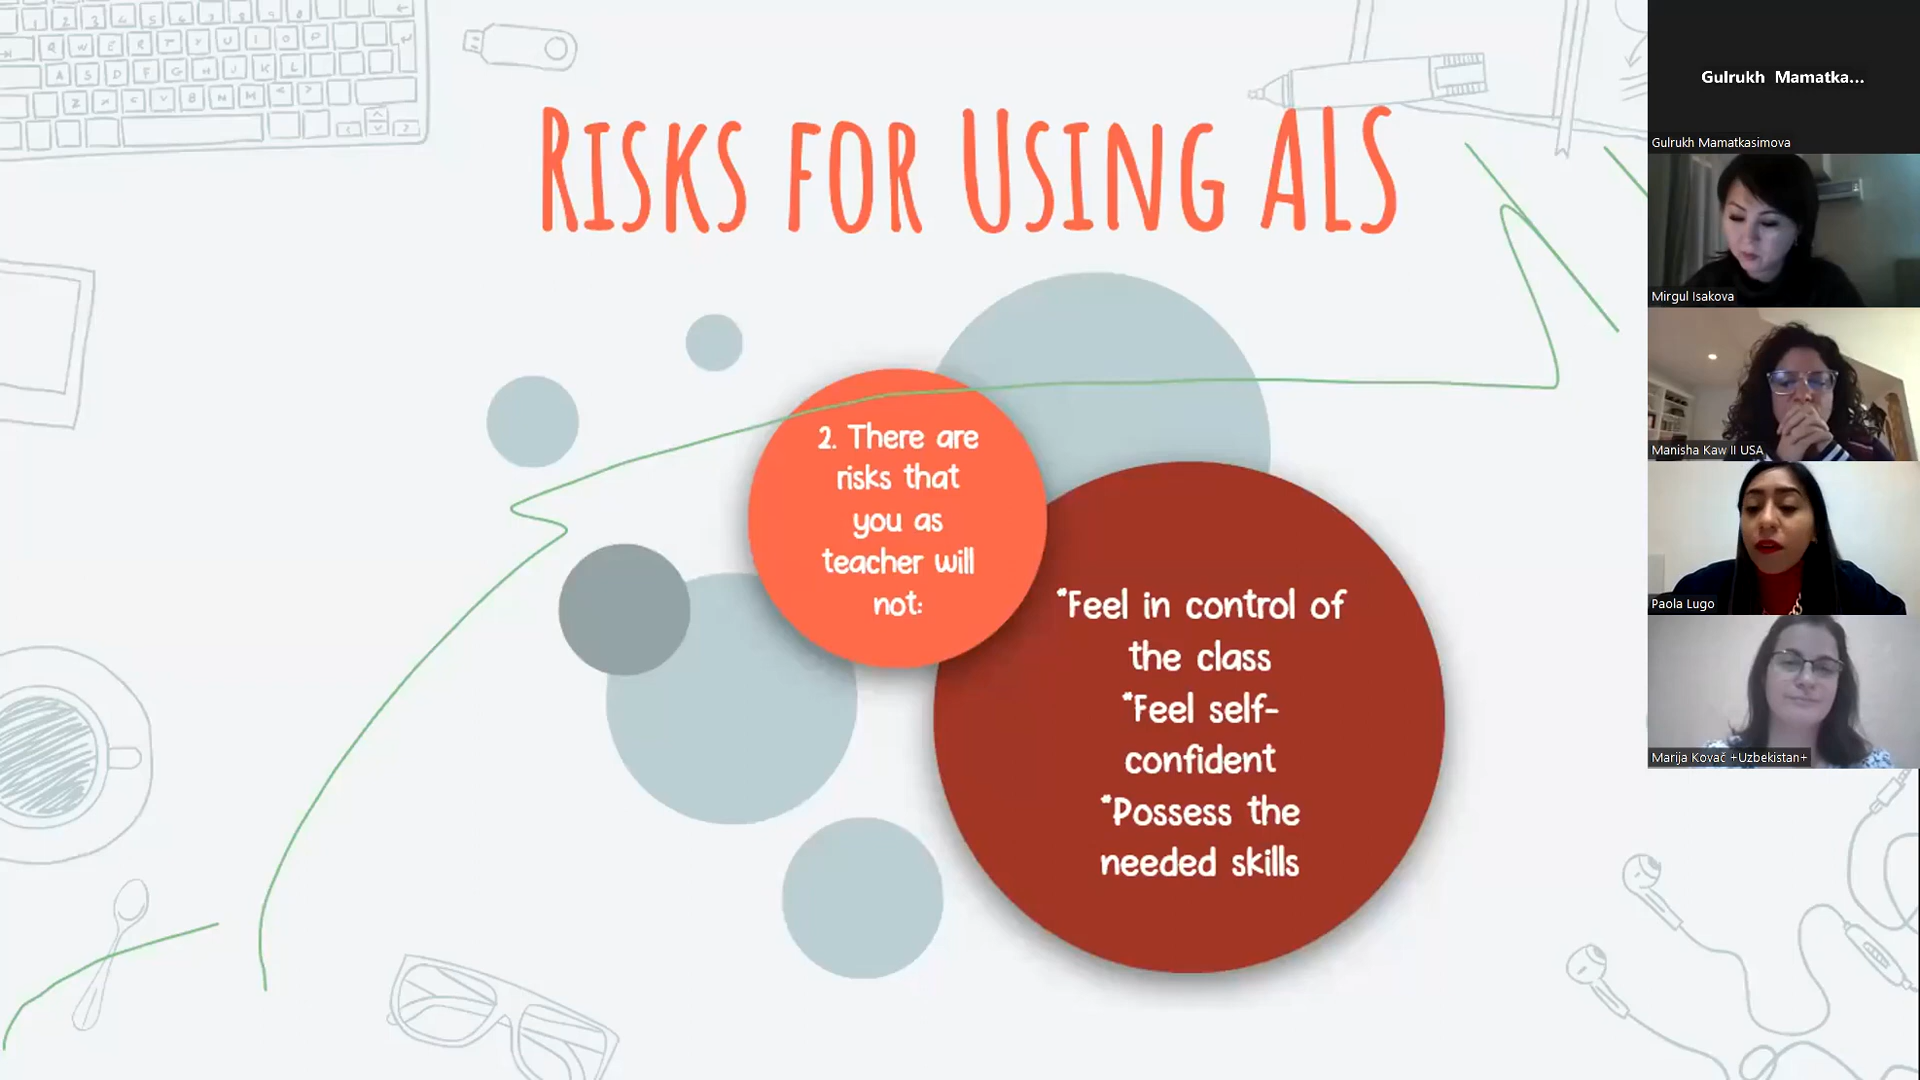 RISKS FOR USING ALS
2. There are
risks that
you as
teacher will
not:
*Feel in control of
the class
*Feel self-
confident
*Possess the
needed skills
Gulrukh Mamatka...
Gulrukh Mamatkasimova
Mirgul Isakova
Manisha Kaw II USA
Paola Lugo
Marija Kovač +Uzbekistan+